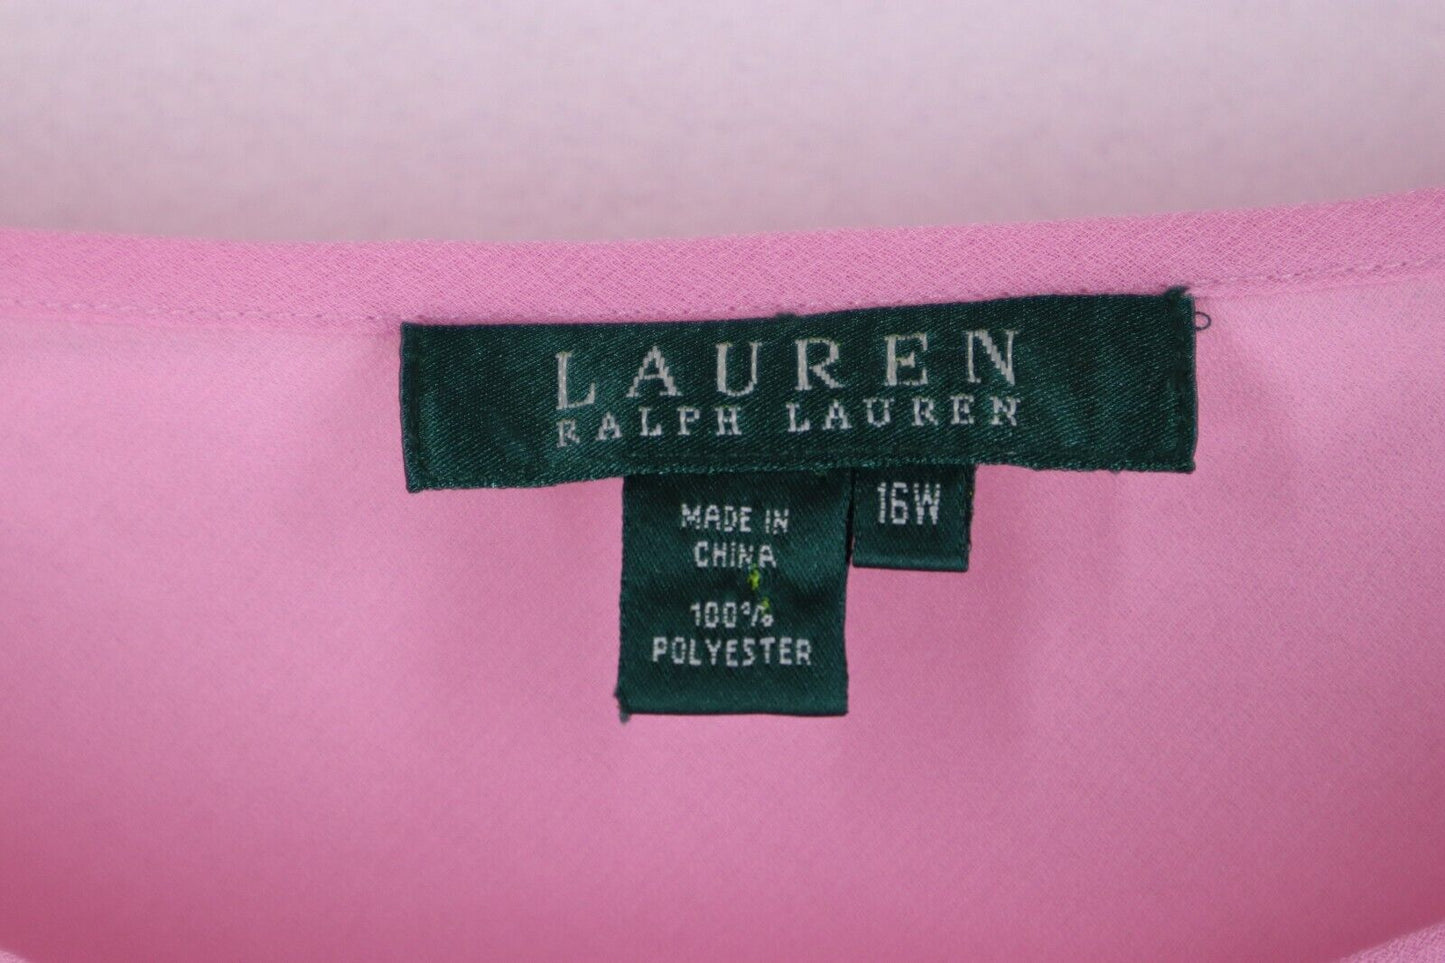 LAUREN
RALPH LAUREN
16W
MADE IN
CHINA
100%
POLYESTER